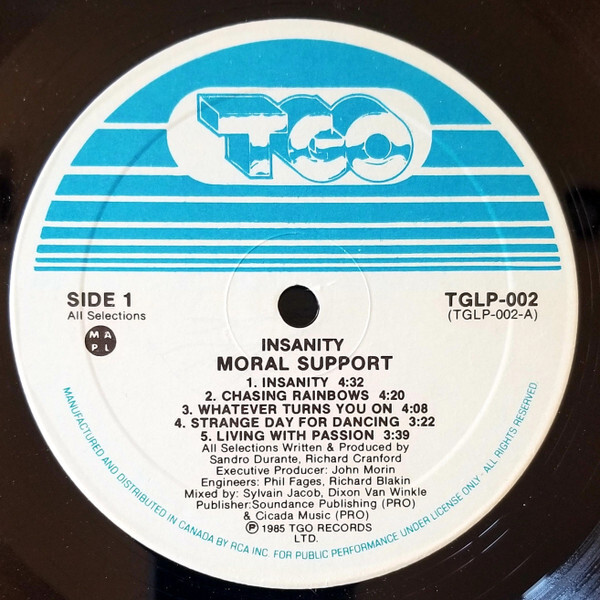 TGO
SIDE 1
All Selections
TGLP-002
(TGLP-002-A)
MA
PL
INSANITY
MORAL SUPPORT
1. INSANITY 4:32
2. CHASING RAINBOWS 4:20
3. WHATEVER TURNS YOU ON 4:08
4. STRANGE DAY FOR DANCING 3:22
5. LIVING WITH PASSION 3:39
All Selections Written & Produced by
Sandro Durante, Richard Cranford
Executive Producer: John Morin
Engineers: Phil Fages, Richard Blakin
Mixed by: Sylvain Jacob, Dixon Van Winkle
Publisher:Soundance Publishing (PRO)
& Cicada Music (PRO)
Ⓟ 1985 TGO RECORDS
LTD.
MANUFACTURED AND DISTRIBUTED IN CANADA BY RCA INC. FOR PUBLIC PERFORMANCE UNDER LICENSE ONLY. ALL RIGHTS RESERVED